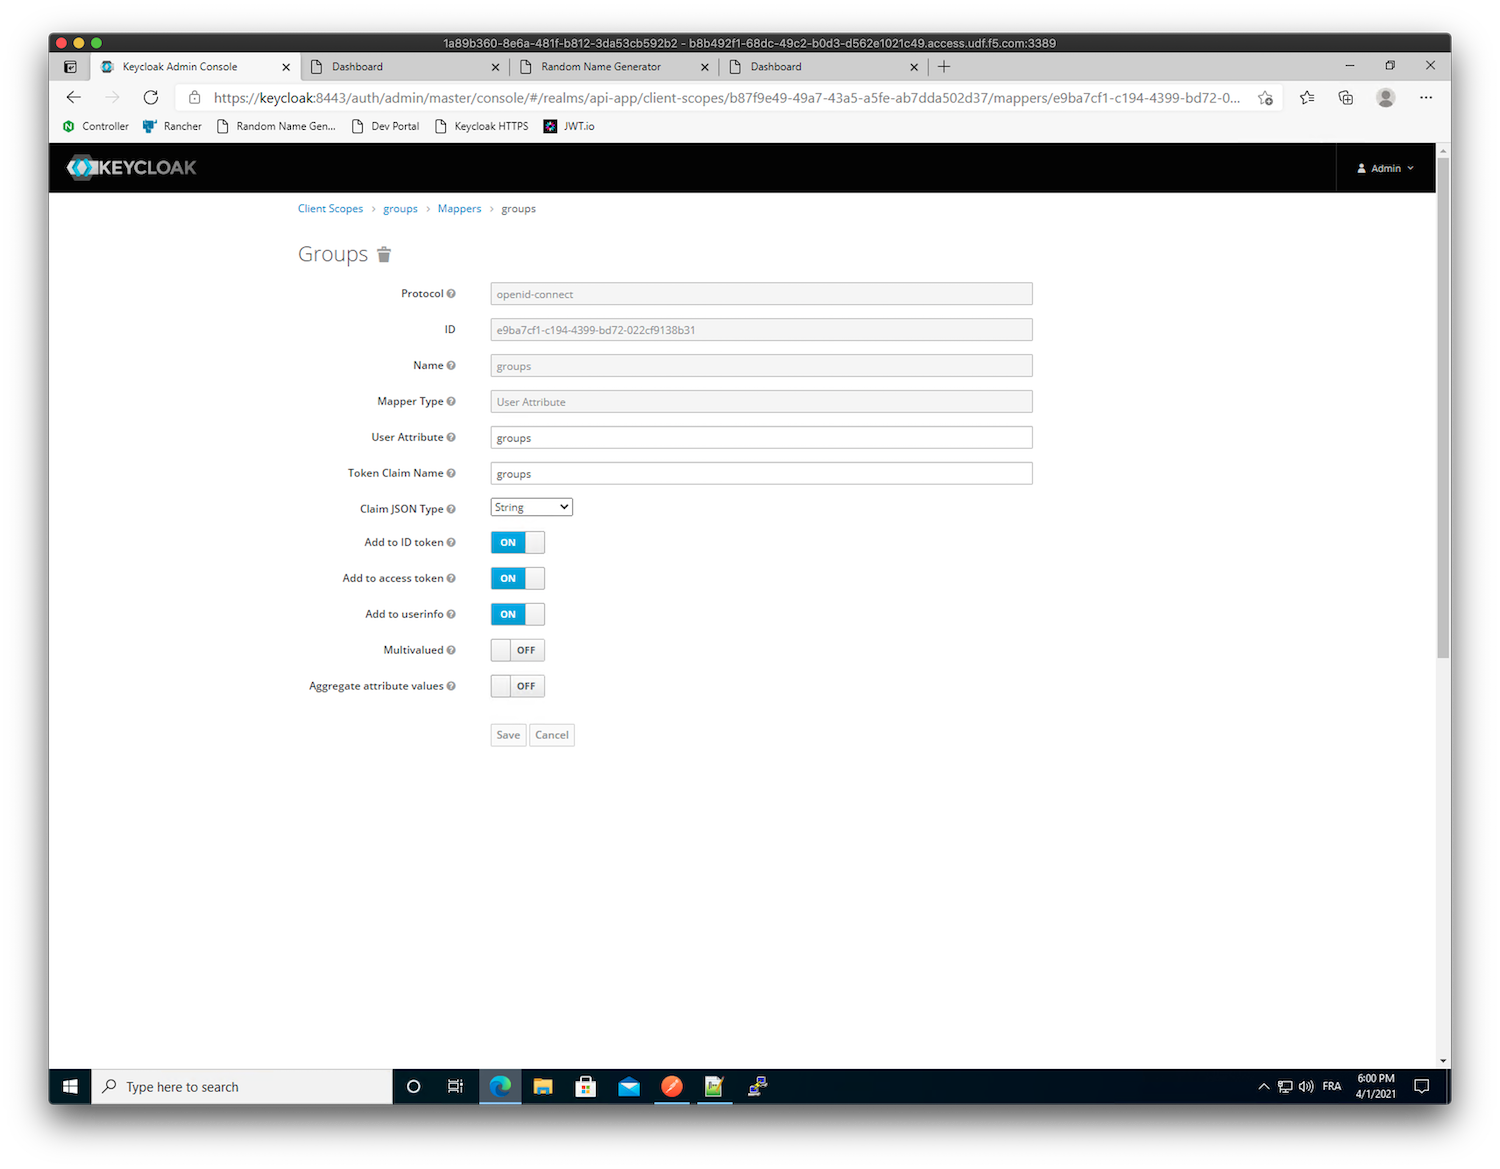 1a89b360-8e6a-481f-b812-3da53cb592b2 - b8b492f1-68dc-49c2-b0d3-d562e1021c49.access.udf.f5.com:3389
Keycloak Admin Console
Dashboard
Random Name Generator
Dashboard
https://keycloak:8443/auth/admin/master/console/#/realms/api-app/client-scopes/b87f9e49-49a7-43a5-a5fe-ab7dda502d37/mappers/e9ba7cf1-c194-4399-bd72-0...
Controller
Rancher
Random Name Gen...
Dev Portal
Keycloak HTTPS
JWT.io
KEYCLOAK
Admin
Client Scopes > groups > Mappers > groups
Groups
Protocol openid-connect
ID e9ba7cf1-c194-4399-bd72-022cf9138b31
Name groups
Mapper Type User Attribute
User Attribute groups
Token Claim Name groups
Claim JSON Type String
Add to ID token ON
Add to access token ON
Add to userinfo ON
Multivalued OFF
Aggregate attribute values OFF
Save Cancel
Type here to search
FRA
6:00 PM
4/1/2021